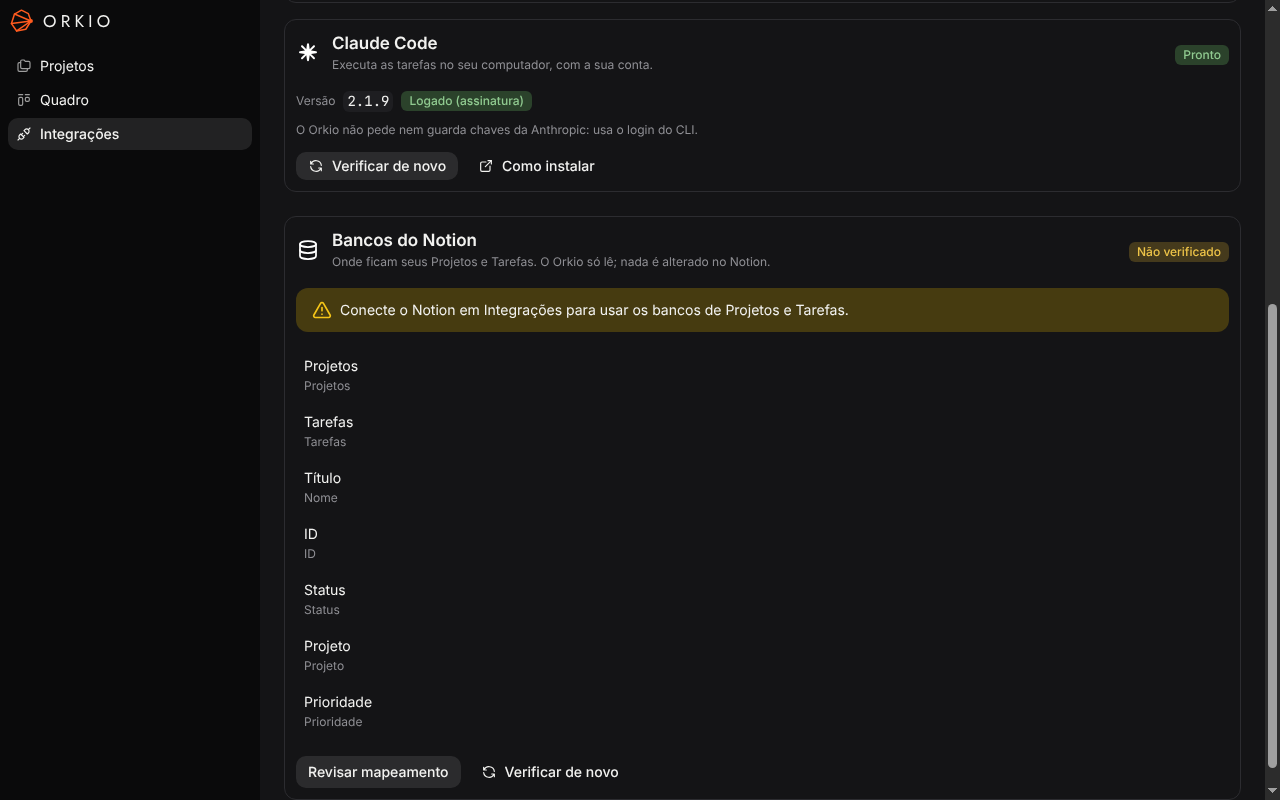 ORKIO
Projetos
Quadro
Integrações
Claude Code
Executa as tarefas no seu computador, com a sua conta.
Pronto
Versão 2.1.9 Logado (assinatura)
O Orkio não pede nem guarda chaves da Anthropic: usa o login do CLI.
Verificar de novo Como instalar
Bancos do Notion
Onde ficam seus Projetos e Tarefas. O Orkio só lê; nada é alterado no Notion.
Não verificado
Conecte o Notion em Integrações para usar os bancos de Projetos e Tarefas.
Projetos
Projetos
Tarefas
Tarefas
Título
Nome
ID
ID
Status
Status
Projeto
Projeto
Prioridade
Prioridade
Revisar mapeamento Verificar de novo